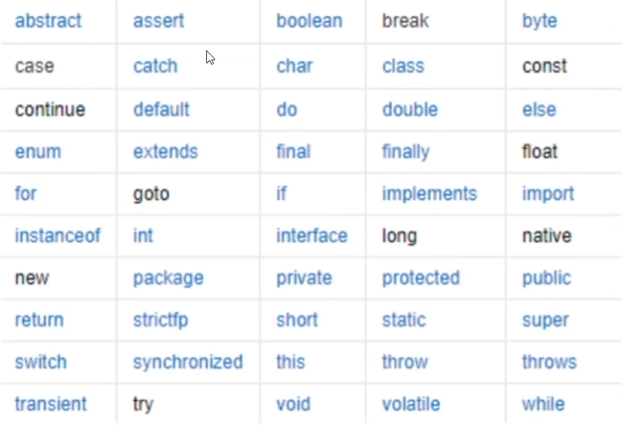 abstract assert boolean break byte
case catch char class const
continue default do double else
enum extends final finally float
for goto if implements import
instanceof int interface long native
new package private protected public
return strictfp short static super
switch synchronized this throw throws
transient try void volatile while